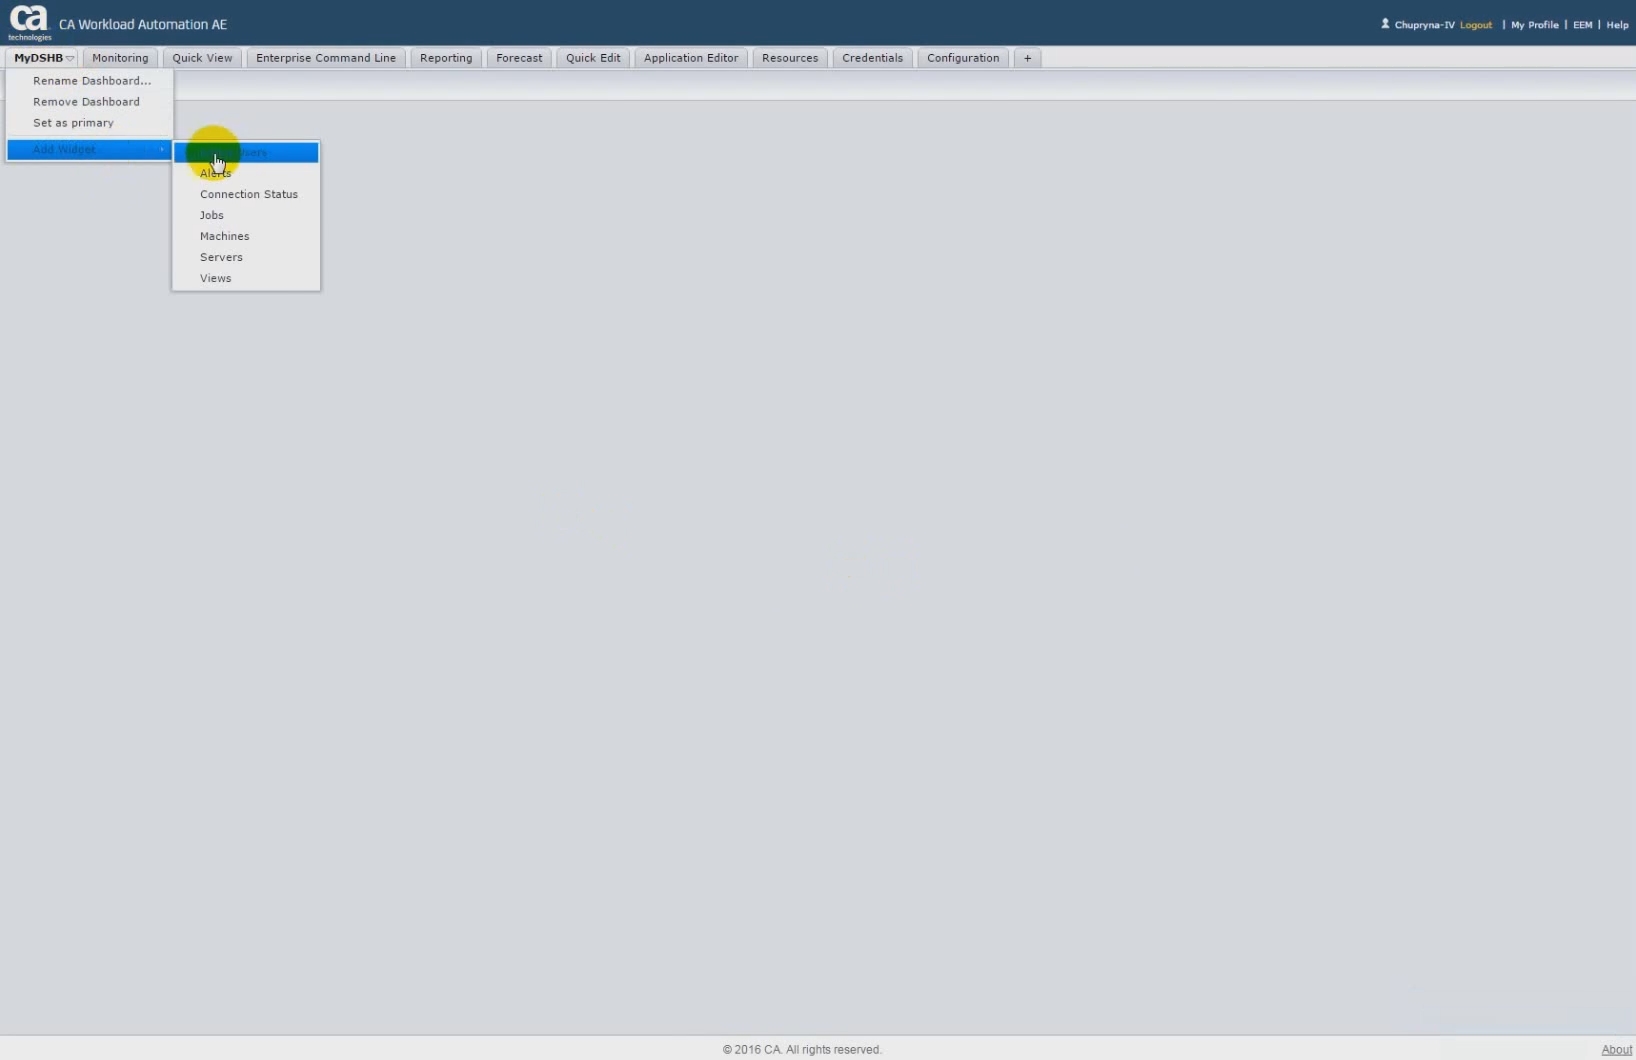 ca
technologies
CA Workload Automation AE
Chupryna-IV Logout | My Profile | EEM | Help
MyDSHB Monitoring Quick View Enterprise Command Line Reporting Forecast Quick Edit Application Editor Resources Credentials Configuration +
Rename Dashboard...
Remove Dashboard
Set as primary
Add Widget
Users
Alerts
Connection Status
Jobs
Machines
Servers
Views
© 2016 CA. All rights reserved.
About